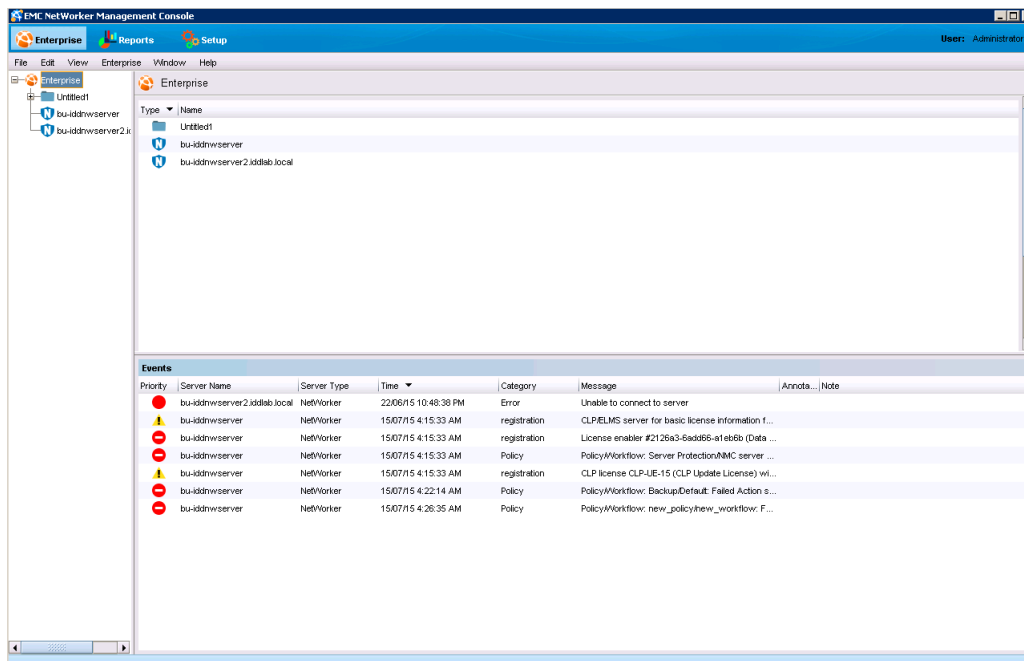 EMC NetWorker Management Console
Enterprise Reports Setup User: Administrator
File Edit View Enterprise Window Help
Enterprise
Untitled1
bu-iddnwserver
bu-iddnwserver2.ic
Enterprise
Type Name
Untitled1
bu-iddnwserver
bu-iddnwserver2.iddlab.local
Events
Priority Server Name Server Type Time Category Message Annota... Note
bu-iddnwserver2.iddlab.local NetWorker 22/06/15 10:48:38 PM Error Unable to connect to server
bu-iddnwserver NetWorker 15/07/15 4:15:33 AM registration CLP/ELMS server for basic license information f...
bu-iddnwserver NetWorker 15/07/15 4:15:33 AM registration License enabler #2126a3-6add66-a1eb6b (Data ...
bu-iddnwserver NetWorker 15/07/15 4:15:33 AM Policy Policy/Workflow: Server Protection/NMC server ...
bu-iddnwserver NetWorker 15/07/15 4:15:33 AM registration CLP license CLP-UE-15 (CLP Update License) wi...
bu-iddnwserver NetWorker 15/07/15 4:22:14 AM Policy Policy/Workflow: Backup/Default: Failed Action s...
bu-iddnwserver NetWorker 15/07/15 4:26:35 AM Policy Policy/Workflow: new_policy/new_workflow: F...